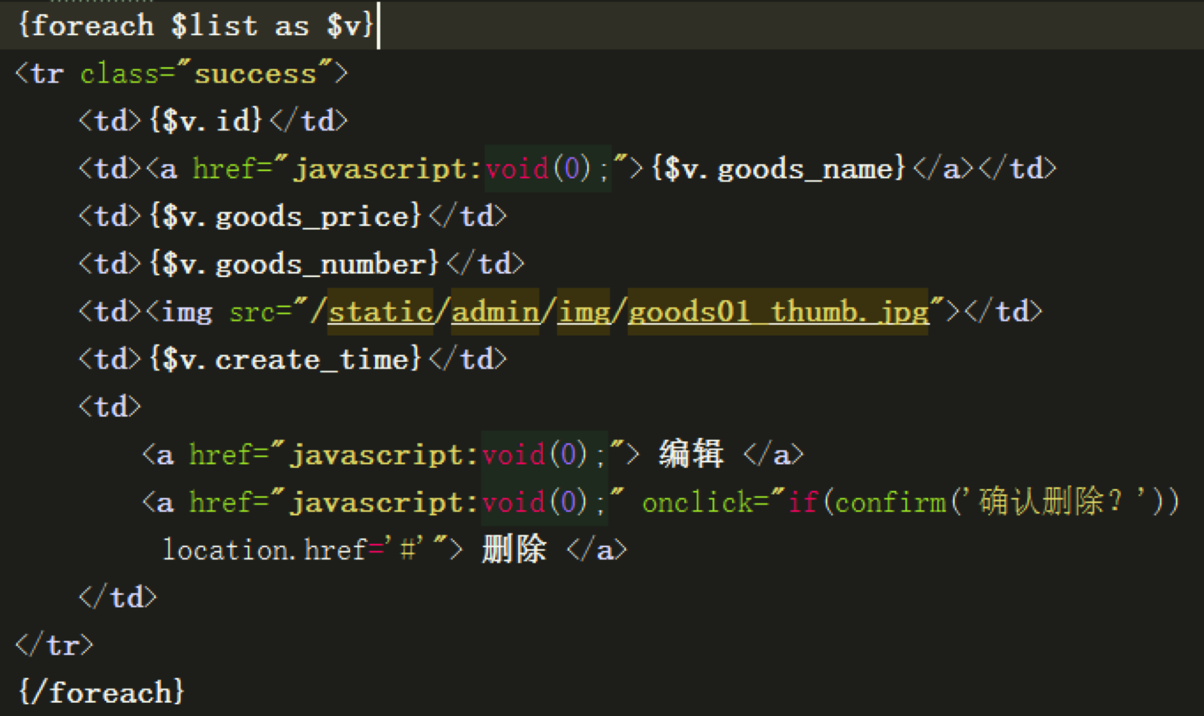 {foreach $list as $v}
<tr class="success">
    <td>{$v.id}</td>
    <td><a href="javascript:void(0);">{$v.goods_name}</a></td>
    <td>{$v.goods_price}</td>
    <td>{$v.goods_number}</td>
    <td><img src="/static/admin/img/goods01_thumb.jpg"></td>
    <td>{$v.create_time}</td>
    <td>
        <a href="javascript:void(0);"> 编辑 </a>
        <a href="javascript:void(0);" onclick="if(confirm('确认删除？'))
         location.href='#'"> 删除 </a>
    </td>
</tr>
{/foreach}